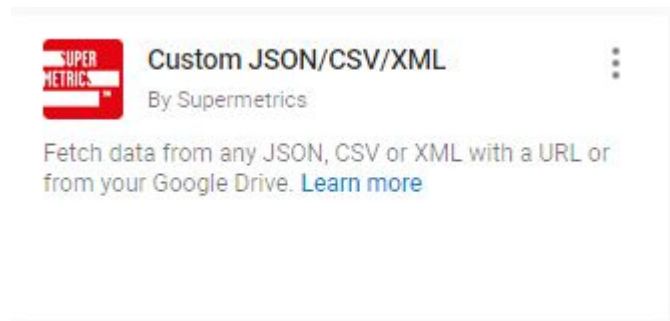 SUPER
METRICS
™
Custom JSON/CSV/XML
By Supermetrics
Fetch data from any JSON, CSV or XML with a URL or
from your Google Drive. Learn more